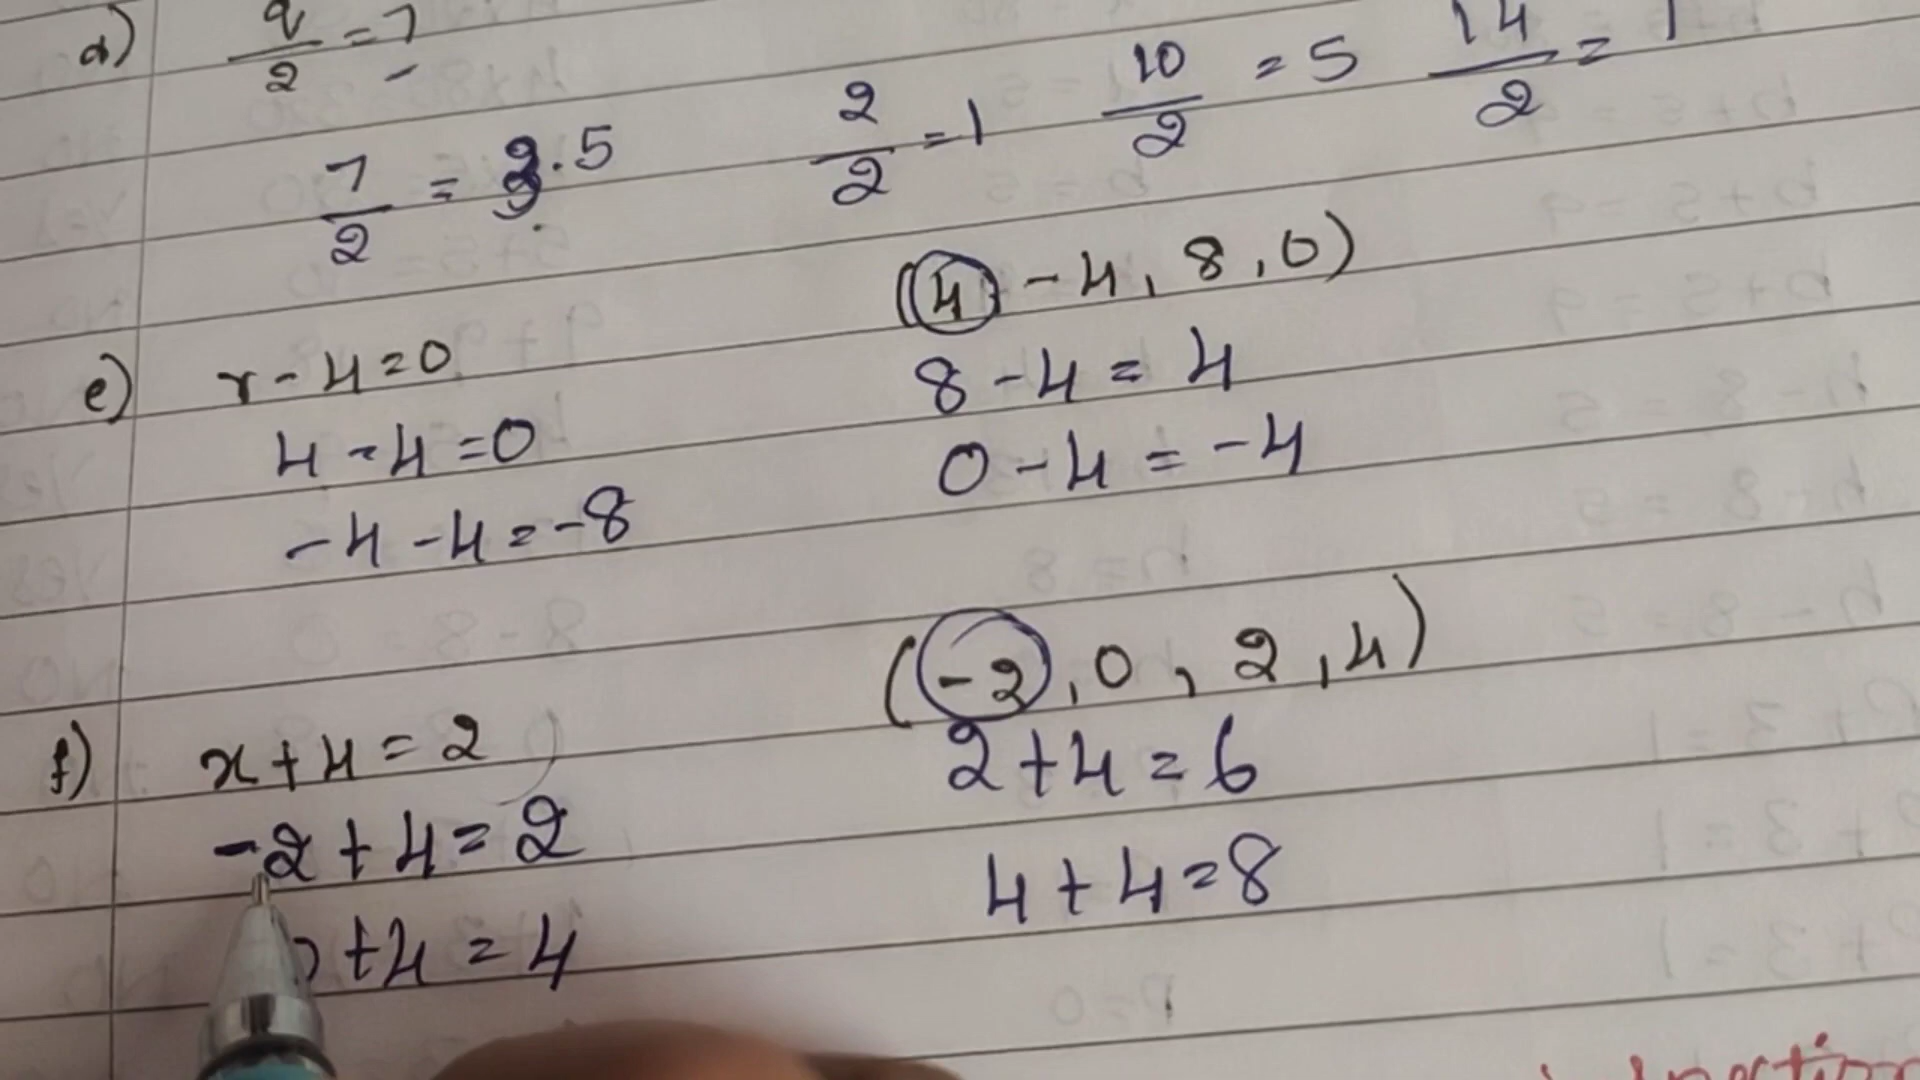 d) q/2 = 7
7/2 = 3.5 2/2 = 1 10/2 = 5 14/2 =
(4, -4, 8, 0)
e) r - 4 = 0 8 - 4 = 4
4 - 4 = 0 0 - 4 = -4
-4 - 4 = -8
(-2, 0, 2, 4)
f) x + 4 = 2 2 + 4 = 6
-2 + 4 = 2 4 + 4 = 8
+ 4 = 4